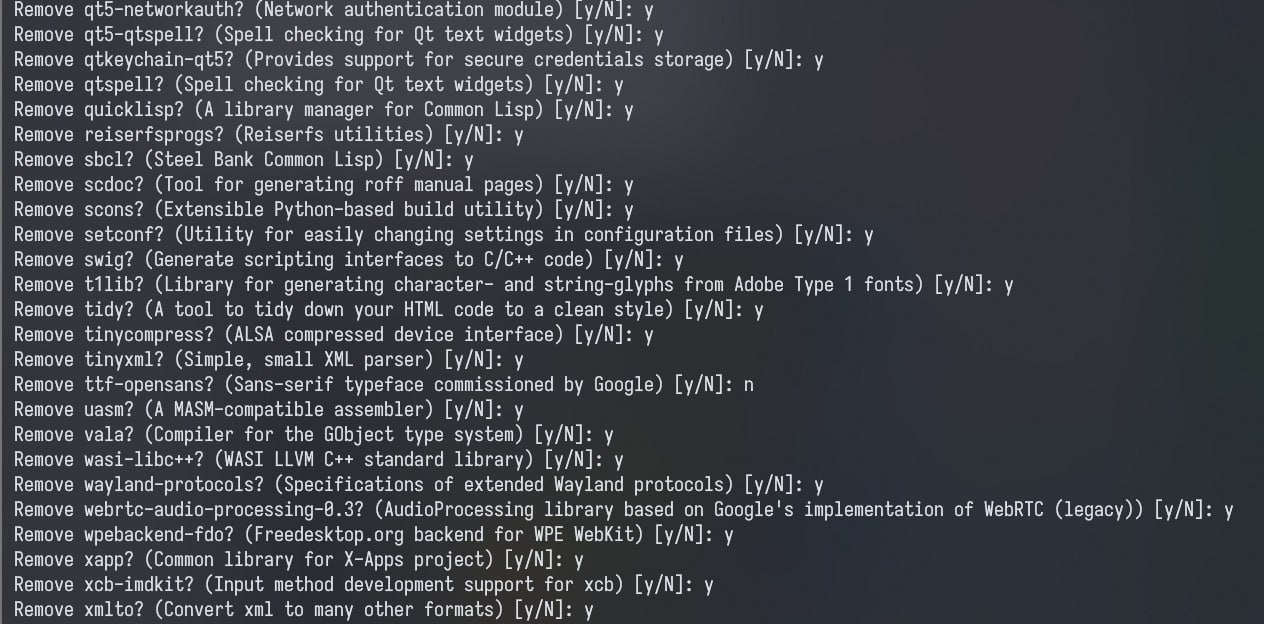 Remove qt5-networkauth? (Network authentication module) [y/N]: y
Remove qt5-qtspell? (Spell checking for Qt text widgets) [y/N]: y
Remove qtkeychain-qt5? (Provides support for secure credentials storage) [y/N]: y
Remove qtspell? (Spell checking for Qt text widgets) [y/N]: y
Remove quicklisp? (A library manager for Common Lisp) [y/N]: y
Remove reiserfsprogs? (Reiserfs utilities) [y/N]: y
Remove sbcl? (Steel Bank Common Lisp) [y/N]: y
Remove scdoc? (Tool for generating roff manual pages) [y/N]: y
Remove scons? (Extensible Python-based build utility) [y/N]: y
Remove setconf? (Utility for easily changing settings in configuration files) [y/N]: y
Remove swig? (Generate scripting interfaces to C/C++ code) [y/N]: y
Remove t1lib? (Library for generating character- and string-glyphs from Adobe Type 1 fonts) [y/N]: y
Remove tidy? (A tool to tidy down your HTML code to a clean style) [y/N]: y
Remove tinycompress? (ALSA compressed device interface) [y/N]: y
Remove tinyxml? (Simple, small XML parser) [y/N]: y
Remove ttf-opensans? (Sans-serif typeface commissioned by Google) [y/N]: n
Remove uasm? (A MASM-compatible assembler) [y/N]: y
Remove vala? (Compiler for the GObject type system) [y/N]: y
Remove wasi-libc++? (WASI LLVM C++ standard library) [y/N]: y
Remove wayland-protocols? (Specifications of extended Wayland protocols) [y/N]: y
Remove webrtc-audio-processing-0.3? (AudioProcessing library based on Google's implementation of WebRTC (legacy)) [y/N]: y
Remove wpebackend-fdo? (Freedesktop.org backend for WPE WebKit) [y/N]: y
Remove xapp? (Common library for X-Apps project) [y/N]: y
Remove xcb-imdkit? (Input method development support for xcb) [y/N]: y
Remove xmlto? (Convert xml to many other formats) [y/N]: y